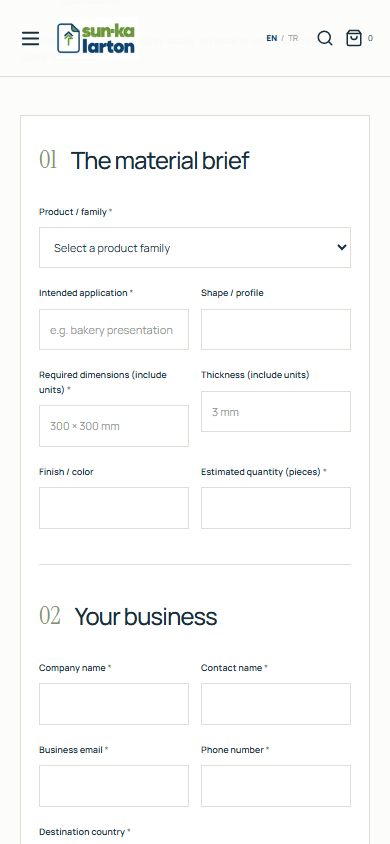 sun-ka
larton
EN / TR
0
01 The material brief
Product / family *
Select a product family
Intended application *
Shape / profile
e.g. bakery presentation
Required dimensions (include
units) *
Thickness (include units)
300 × 300 mm
3 mm
Finish / color
Estimated quantity (pieces) *
02 Your business
Company name *
Contact name *
Business email *
Phone number *
Destination country *